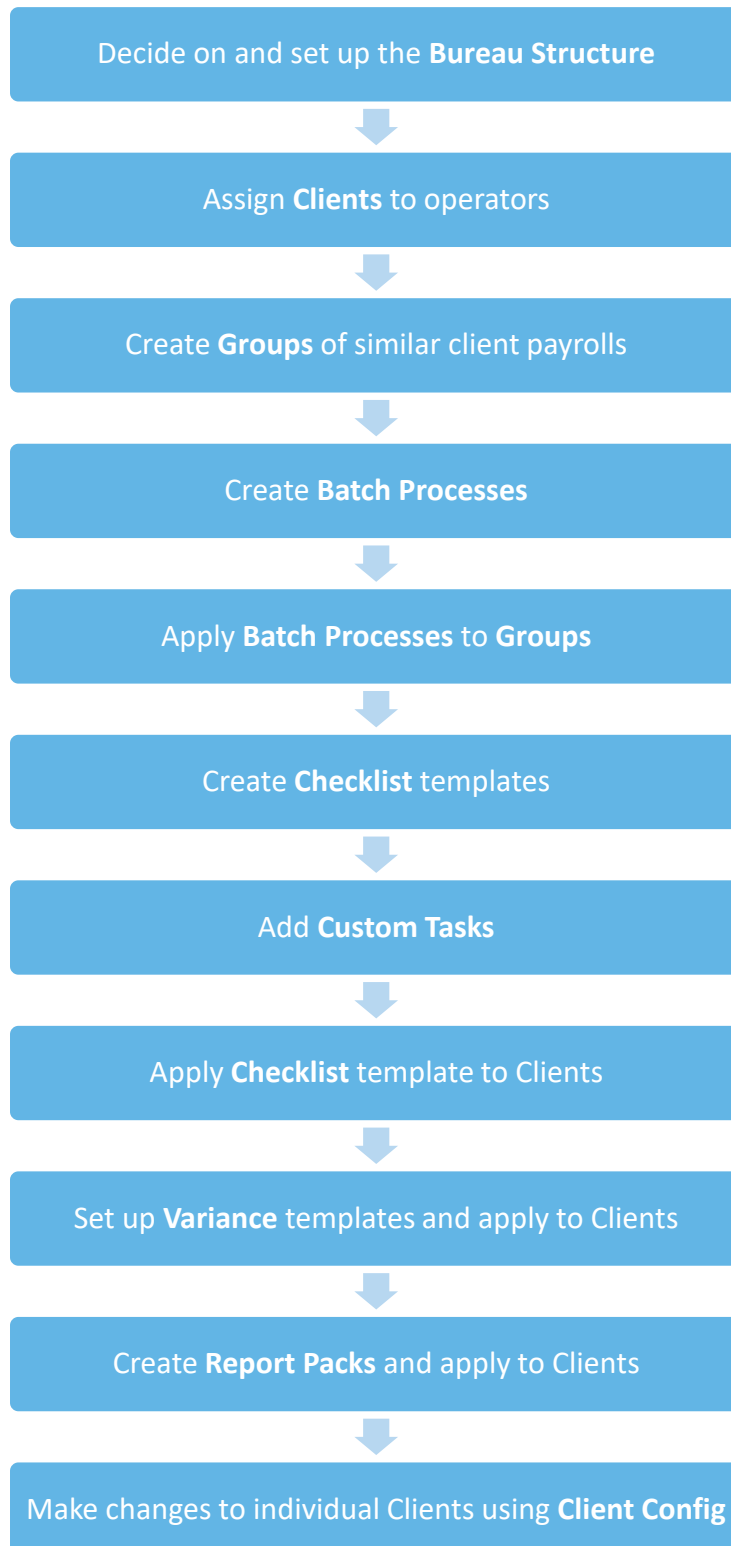 Decide on and set up the Bureau Structure
Assign Clients to operators
Create Groups of similar client payrolls
Create Batch Processes
Apply Batch Processes to Groups
Create Checklist templates
Add Custom Tasks
Apply Checklist template to Clients
Set up Variance templates and apply to Clients
Create Report Packs and apply to Clients
Make changes to individual Clients using Client Config